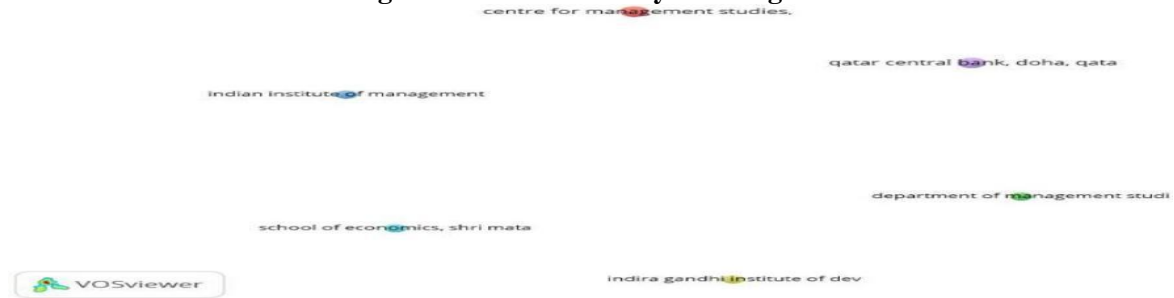 centre for management studies,
qatar central bank, doha, qata
indian institute of management
department of management studi
school of economics, shri mata
indira gandhi institute of dev
VOSviewer